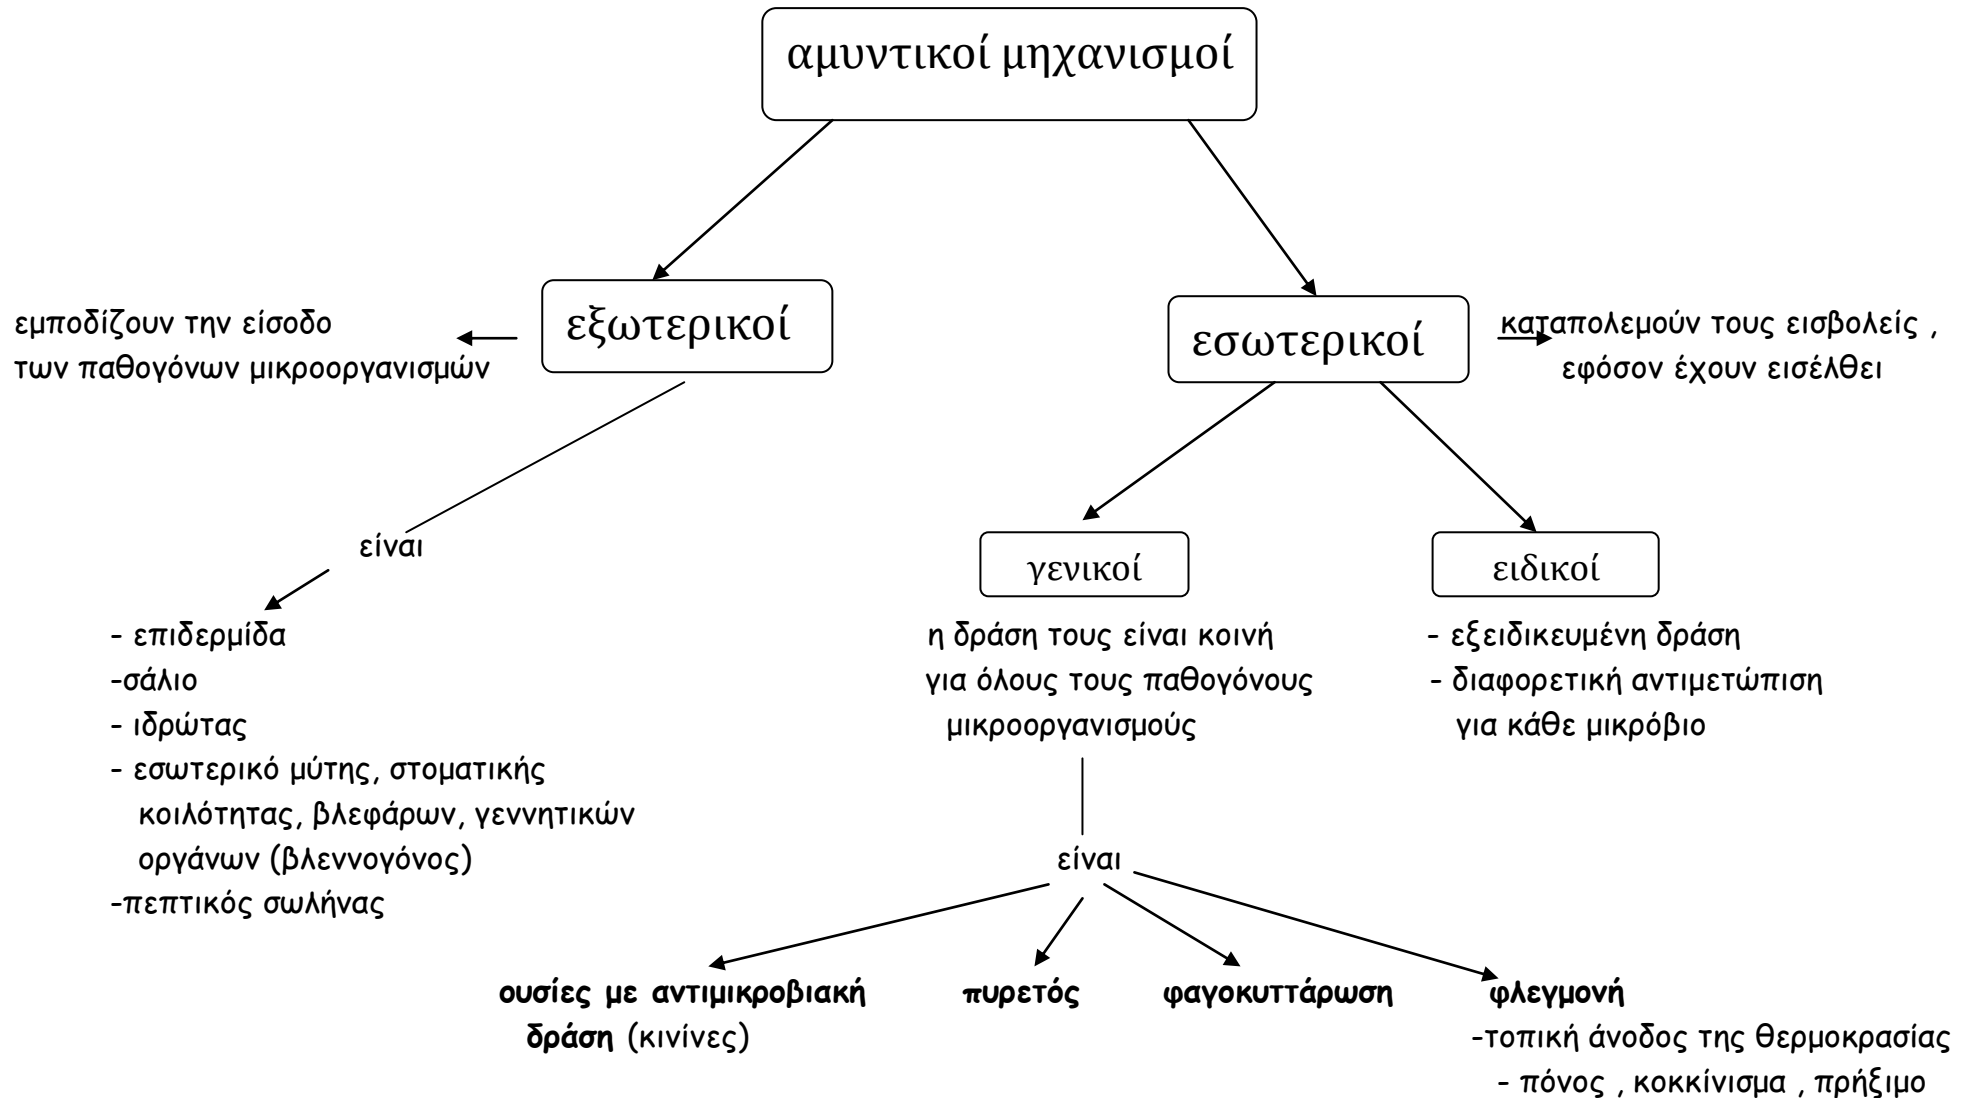 αμυντικοί μηχανισμοί
εμποδίζουν την είσοδο
των παθογόνων μικροοργανισμών
εξωτερικοί
εσωτερικοί
καταπολεμούν τους εισβολείς ,
εφόσον έχουν εισέλθει
είναι
- επιδερμίδα
-σάλιο
- ιδρώτας
- εσωτερικό μύτης, στοματικής
κοιλότητας, βλεφάρων, γεννητικών
οργάνων (βλεννογόνος)
-πεπτικός σωλήνας
γενικοί
η δράση τους είναι κοινή
για όλους τους παθογόνους
μικροοργανισμούς
ειδικοί
- εξειδικευμένη δράση
- διαφορετική αντιμετώπιση
για κάθε μικρόβιο
είναι
ουσίες με αντιμικροβιακή
δράση (κινίνες)
πυρετός
φαγοκυττάρωση
φλεγμονή
-τοπική άνοδος της θερμοκρασίας
- πόνος , κοκκίνισμα , πρήξιμο